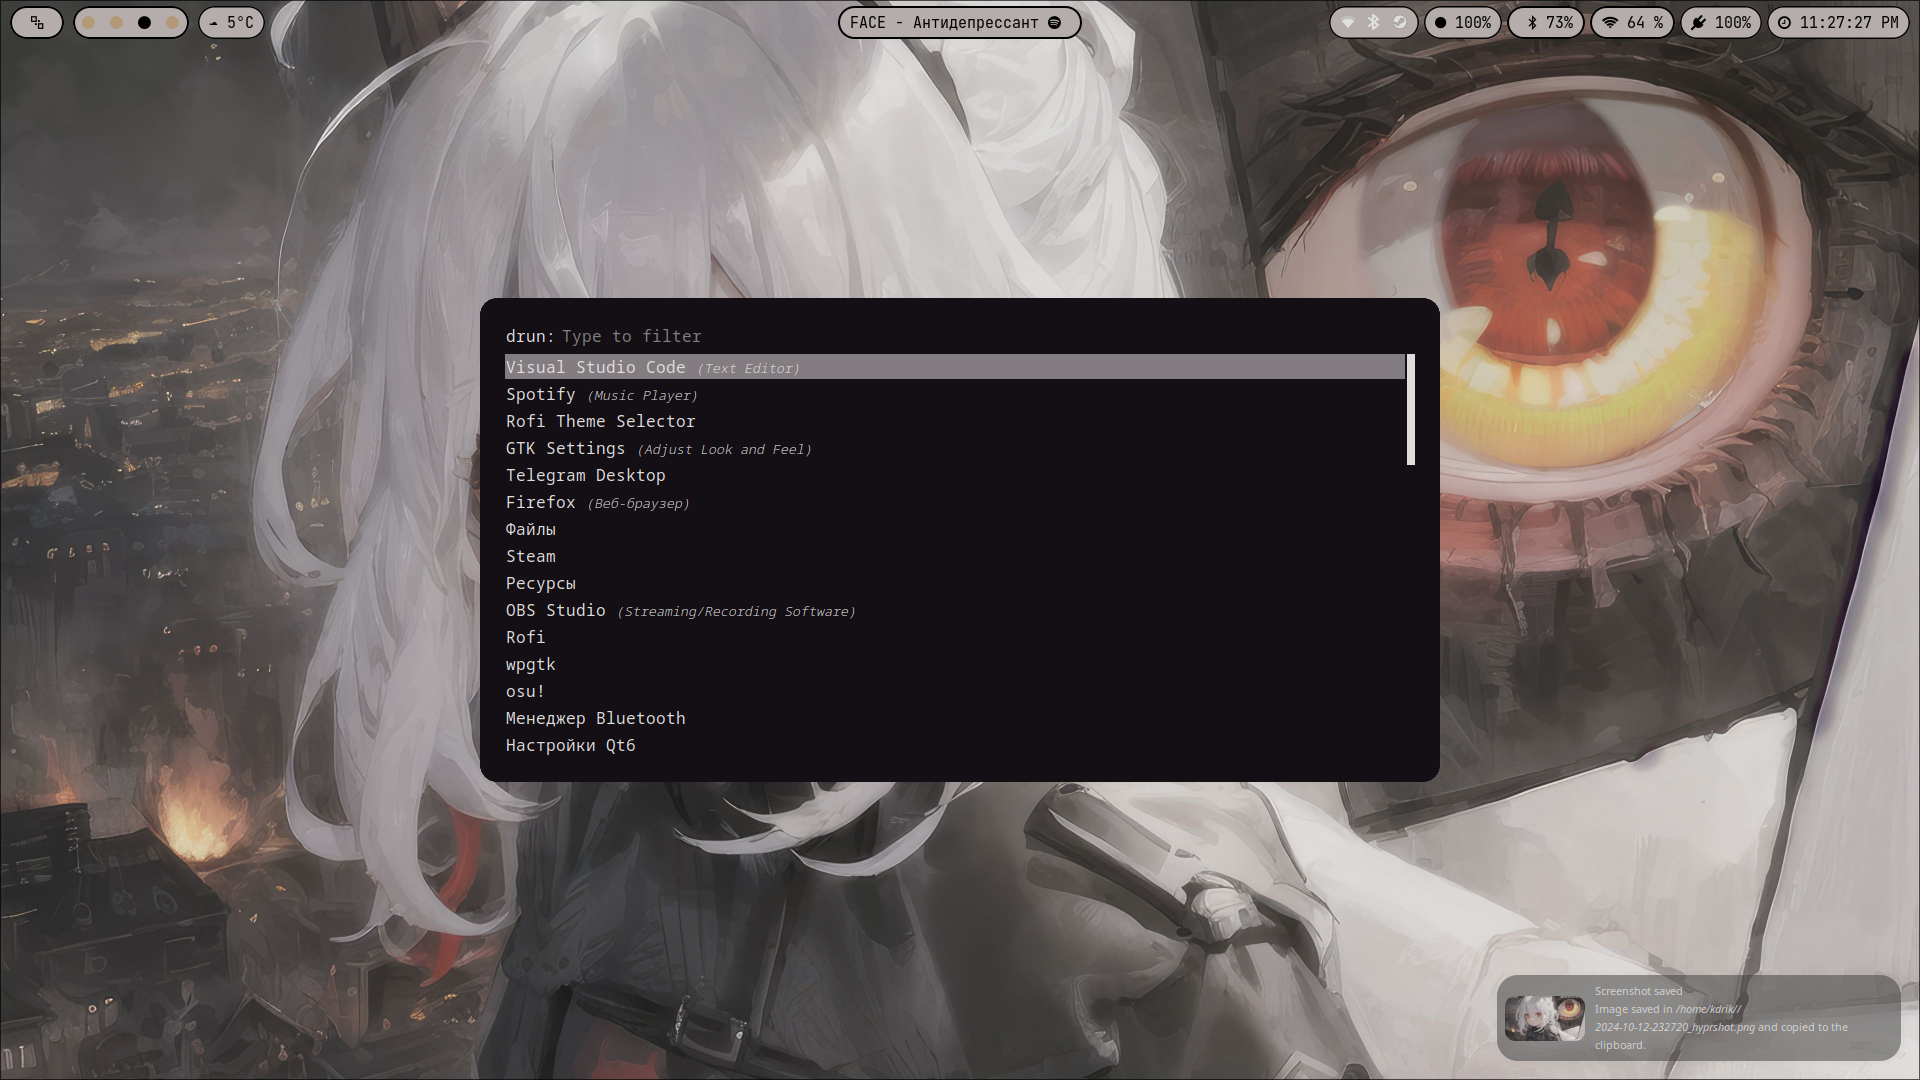 5°C
FACE - Антидепрессант
100%
73%
64 %
100%
11:27:27 PM
drun: Type to filter
Visual Studio Code (Text Editor)
Spotify (Music Player)
Rofi Theme Selector
GTK Settings (Adjust Look and Feel)
Telegram Desktop
Firefox (Веб-браузер)
Файлы
Steam
Ресурсы
OBS Studio (Streaming/Recording Software)
Rofi
wpgtk
osu!
Менеджер Bluetooth
Настройки Qt6
Screenshot saved
Image saved in /home/kdrik//
2024-10-12-232720_hyprshot.png and copied to the
clipboard.